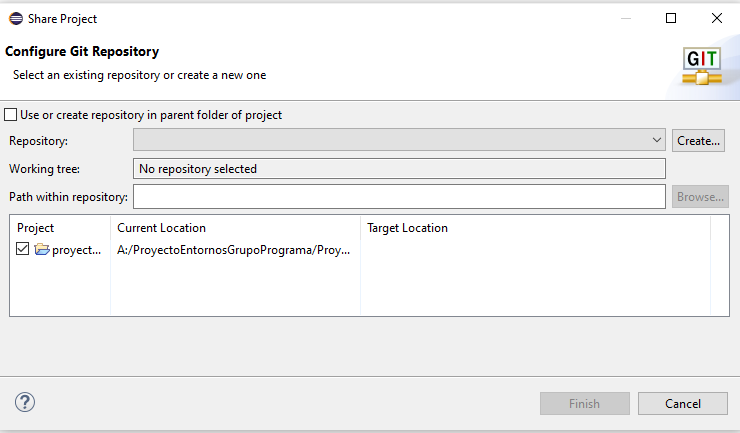 Share Project
Configure Git Repository
Select an existing repository or create a new one
GIT
Use or create repository in parent folder of project
Repository: Create...
Working tree: No repository selected
Path within repository: Browse...
Project Current Location Target Location
proyect... A:/ProyectoEntornosGrupoPrograma/Proy...
? Finish Cancel